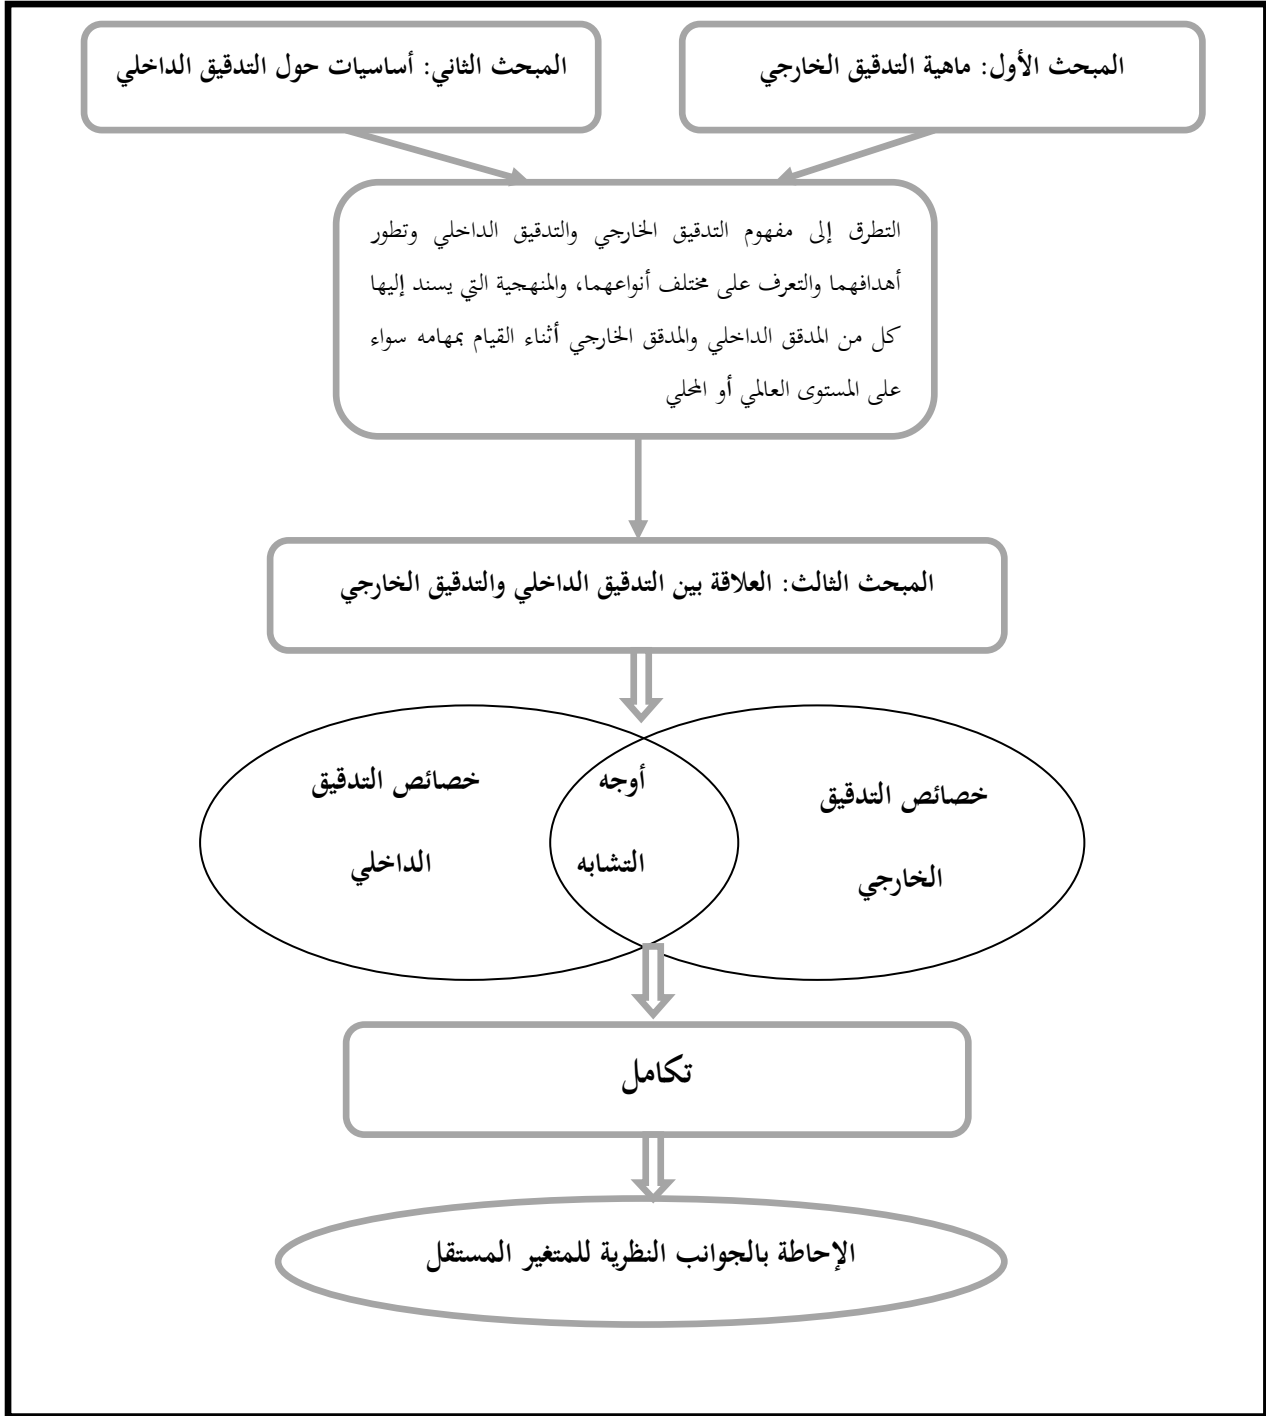 المبحث الأول: ماهية التدقيق الخارجي
المبحث الثاني: أساسيات حول التدقيق الداخلي
التطرق إلى مفهوم التدقيق الخارجي والتدقيق الداخلي وتطور
أهدافهما والتعرف على مختلف أنواعهما، والمنهجية التي يسند إليها
كل من المدقق الداخلي والمدقق الخارجي أثناء القيام بمهامه سواء
على المستوى العالمي أو المحلي
المبحث الثالث: العلاقة بين التدقيق الداخلي والتدقيق الخارجي
خصائص التدقيق
الخارجي
أوجه
التشابه
خصائص التدقيق
الداخلي
تكامل
الإحاطة بالجوانب النظرية للمتغير المستقل